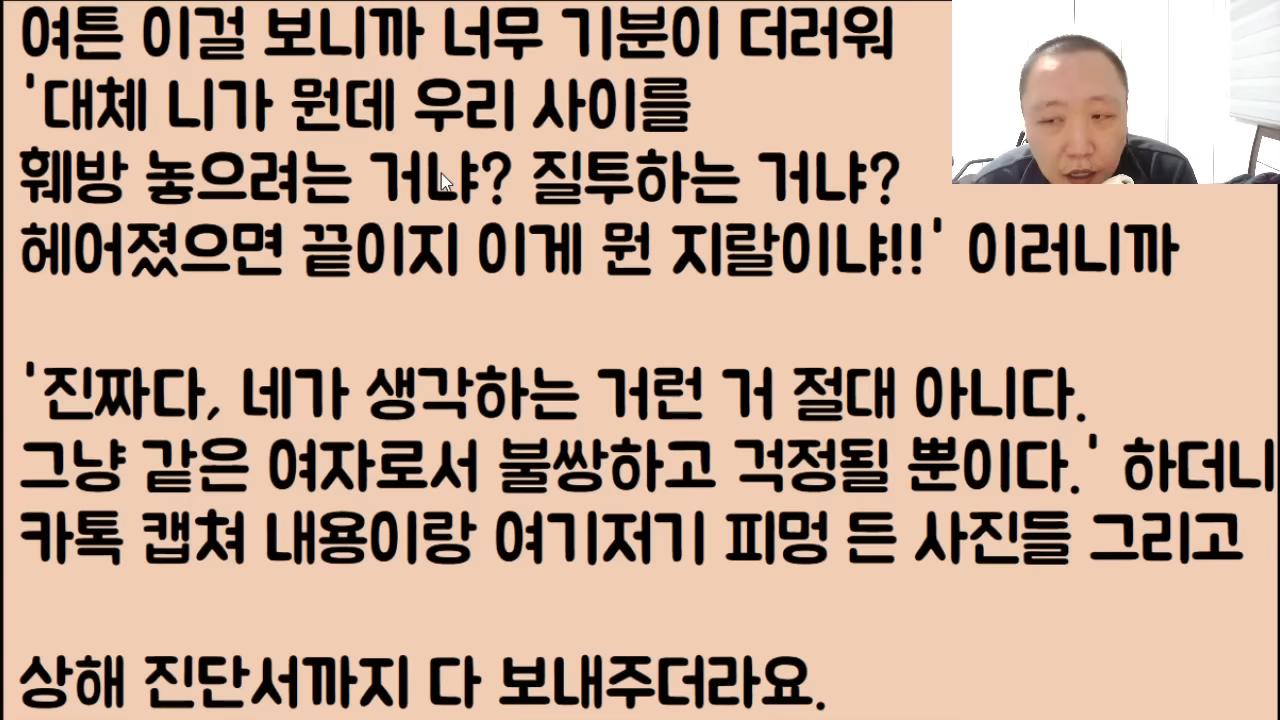 여튼 이걸 보니까 너무 기분이 더러워
'대체 니가 뭔데 우리 사이를
훼방 놓으려는 거냐? 질투하는 거냐?
헤어졌으면 끝이지 이게 뭔 지랄이냐!!' 이러니까
'진짜다, 네가 생각하는 거런 거 절대 아니다.
그냥 같은 여자로서 불쌍하고 걱정될 뿐이다.' 하더니
카톡 캡쳐 내용이랑 여기저기 피멍 든 사진들 그리고
상해 진단서까지 다 보내주더라요.